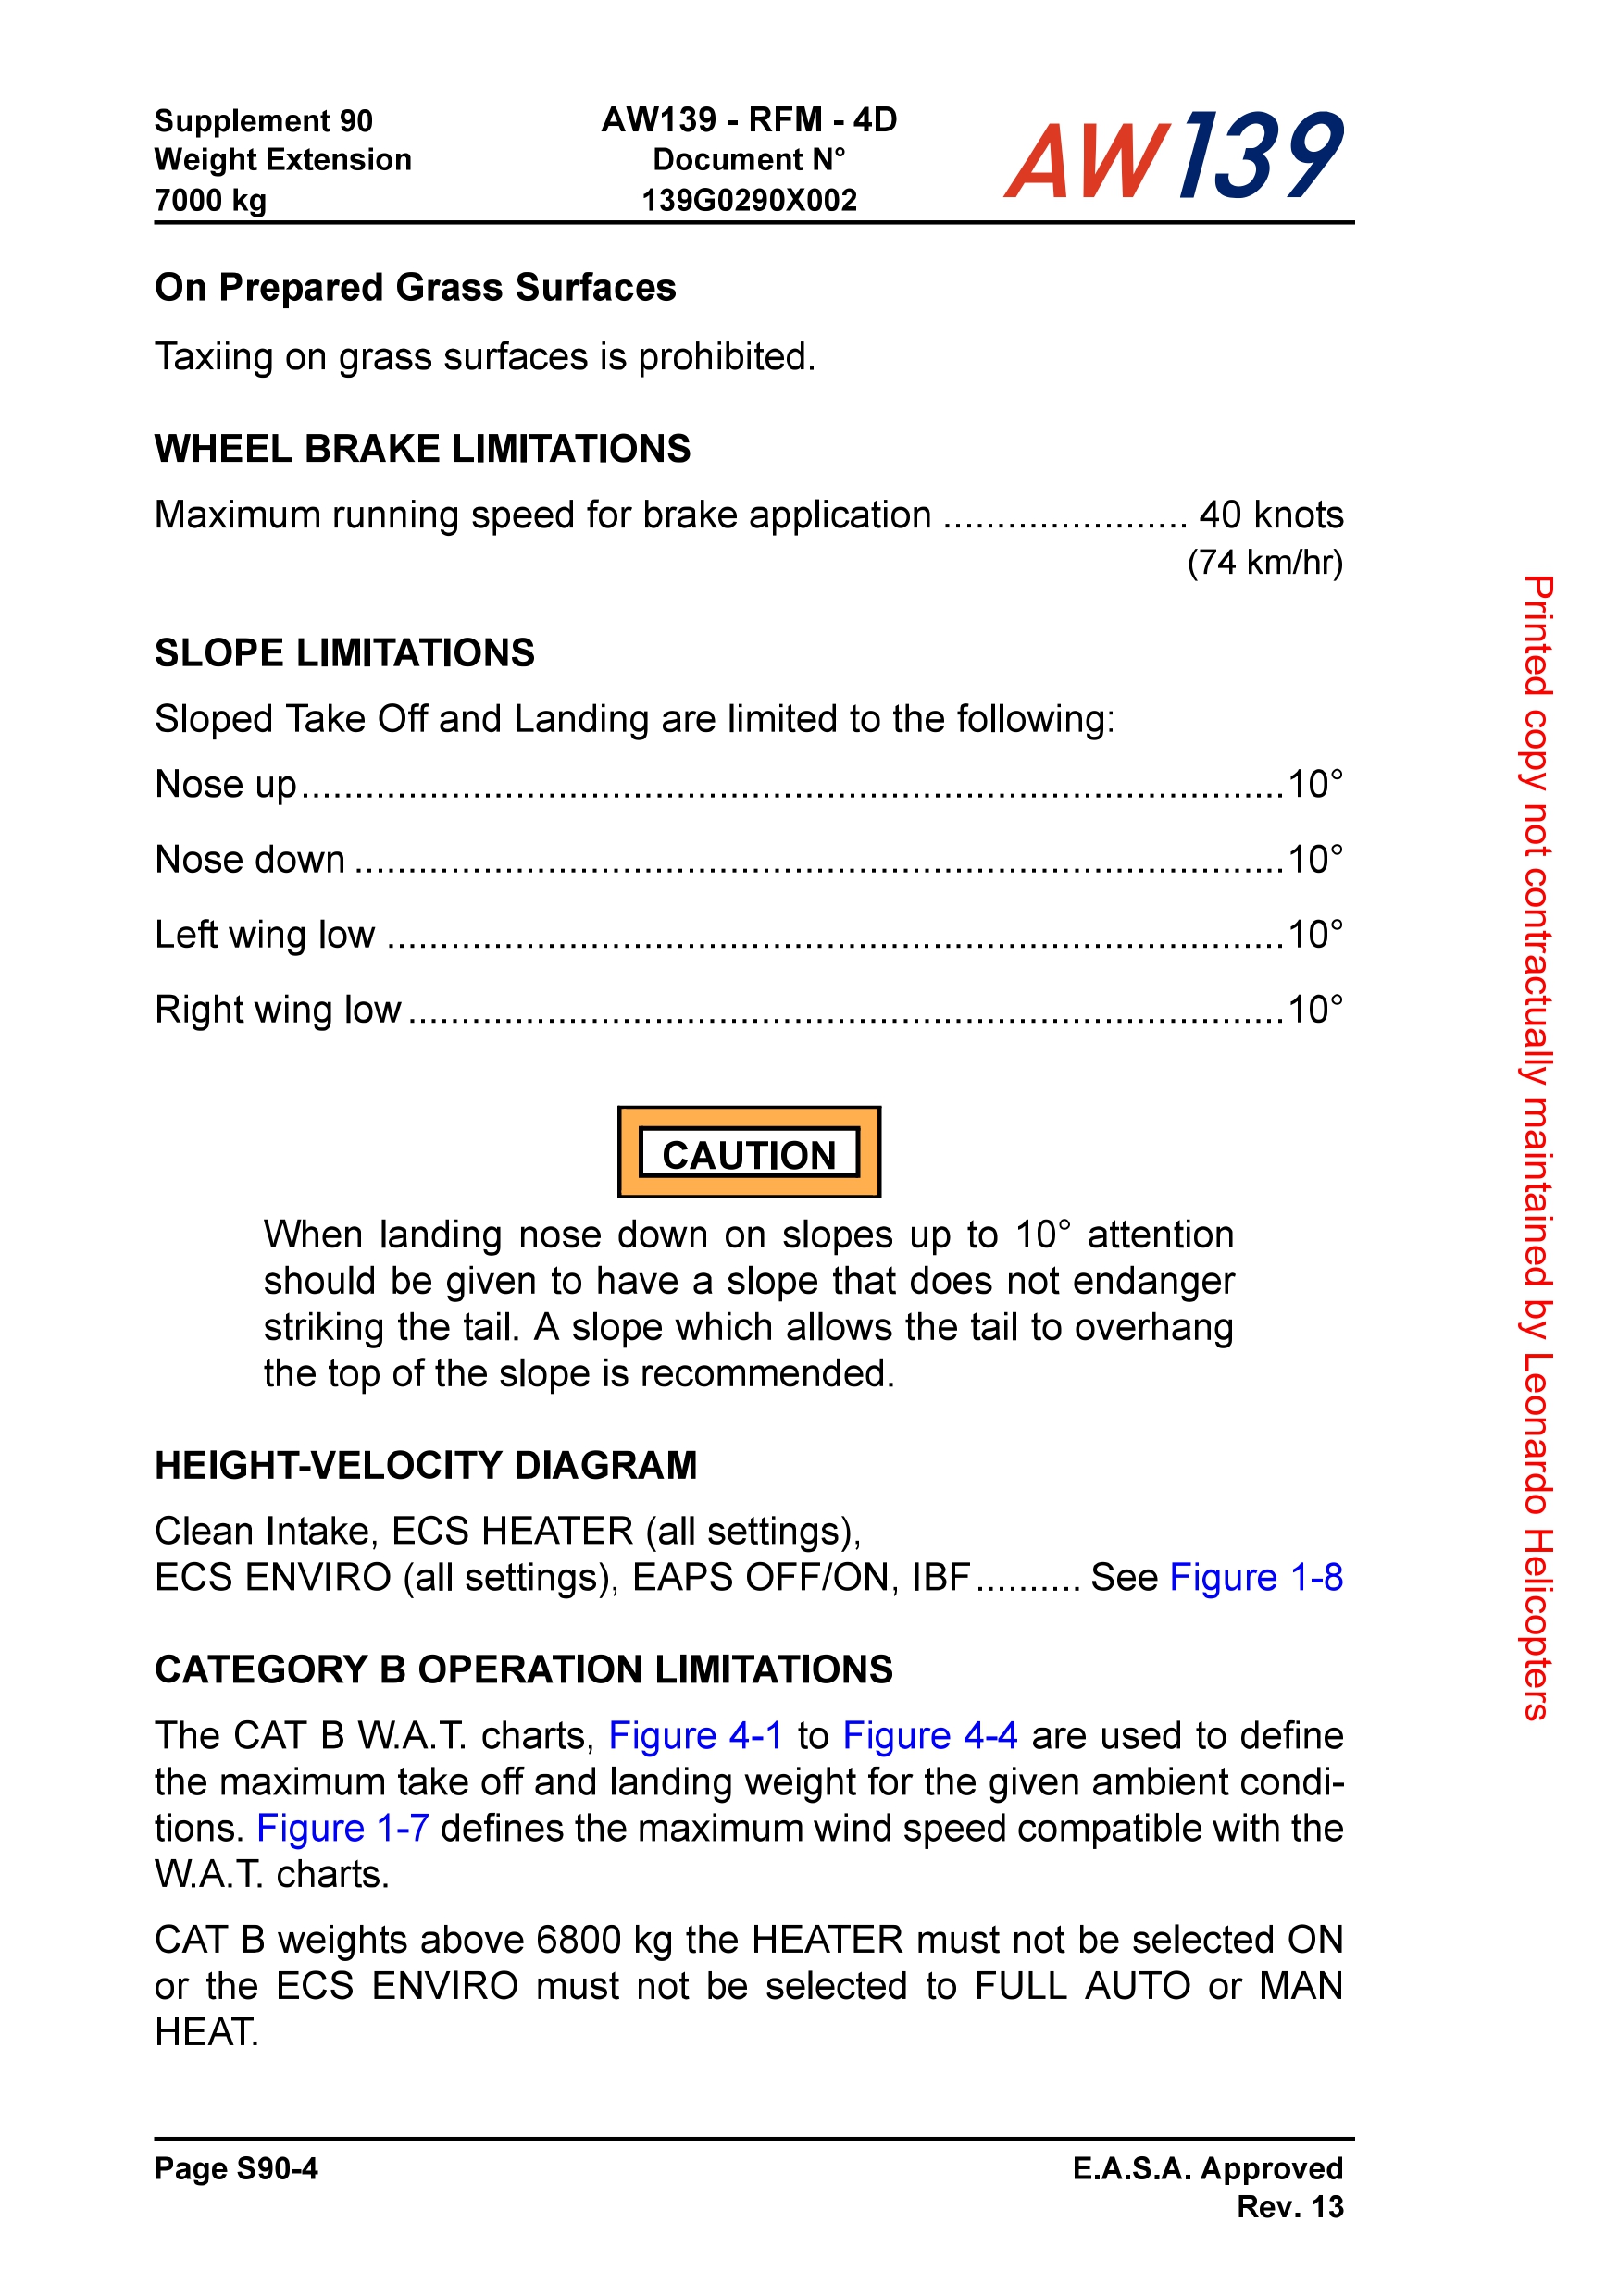 Supplement 90
Weight Extension
7000 kg
AW139 - RFM - 4D
Document N°
139G0290X002
AW139
On Prepared Grass Surfaces
Taxiing on grass surfaces is prohibited.
WHEEL BRAKE LIMITATIONS
Maximum running speed for brake application ....................... 40 knots
(74 km/hr)
SLOPE LIMITATIONS
Sloped Take Off and Landing are limited to the following:
Nose up............................................................................................10°
Nose down .......................................................................................10°
Left wing low ....................................................................................10°
Right wing low..................................................................................10°
CAUTION
When landing nose down on slopes up to 10° attention
should be given to have a slope that does not endanger
striking the tail. A slope which allows the tail to overhang
the top of the slope is recommended.
HEIGHT-VELOCITY DIAGRAM
Clean Intake, ECS HEATER (all settings),
ECS ENVIRO (all settings), EAPS OFF/ON, IBF.......... See Figure 1-8
CATEGORY B OPERATION LIMITATIONS
The CAT B W.A.T. charts, Figure 4-1 to Figure 4-4 are used to define
the maximum take off and landing weight for the given ambient condi-
tions. Figure 1-7 defines the maximum wind speed compatible with the
W.A.T. charts.
CAT B weights above 6800 kg the HEATER must not be selected ON
or the ECS ENVIRO must not be selected to FULL AUTO or MAN
HEAT.
Page S90-4
E.A.S.A. Approved
Rev. 13
Printed copy not contractually maintained by Leonardo Helicopters